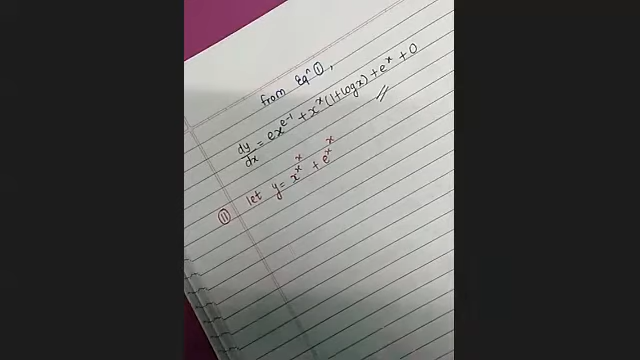 from Eqⁿ ①,
dy/dx = ex^(e-1) + x^x (1+logx) + e^x + 0
⑪ let y = x^x^x + e^x^x